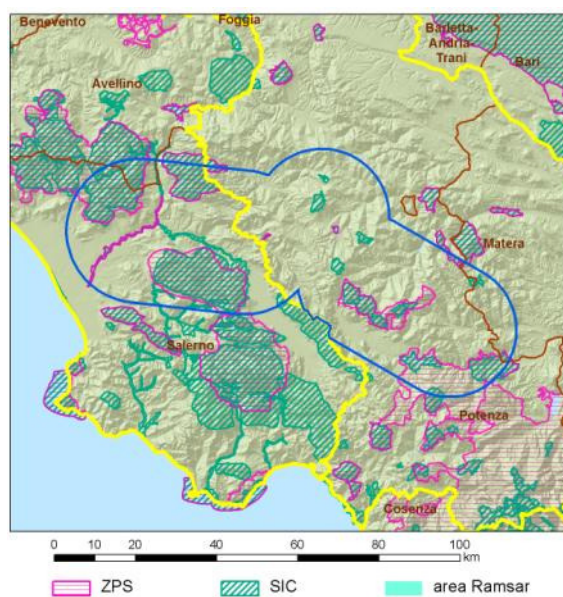 Benevento
Foggia
Barletta-
Andria-
Trani
Bari
Avellino
Matera
Salerno
Potenza
Cosenza
0 10 20 40 60 80 100
km
ZPS SIC area Ramsar